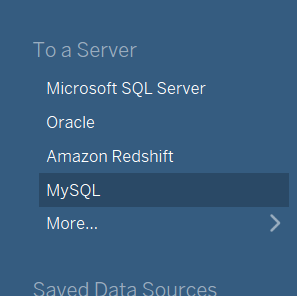 To a Server
Microsoft SQL Server
Oracle
Amazon Redshift
MySQL
More...
Saved Data Sources